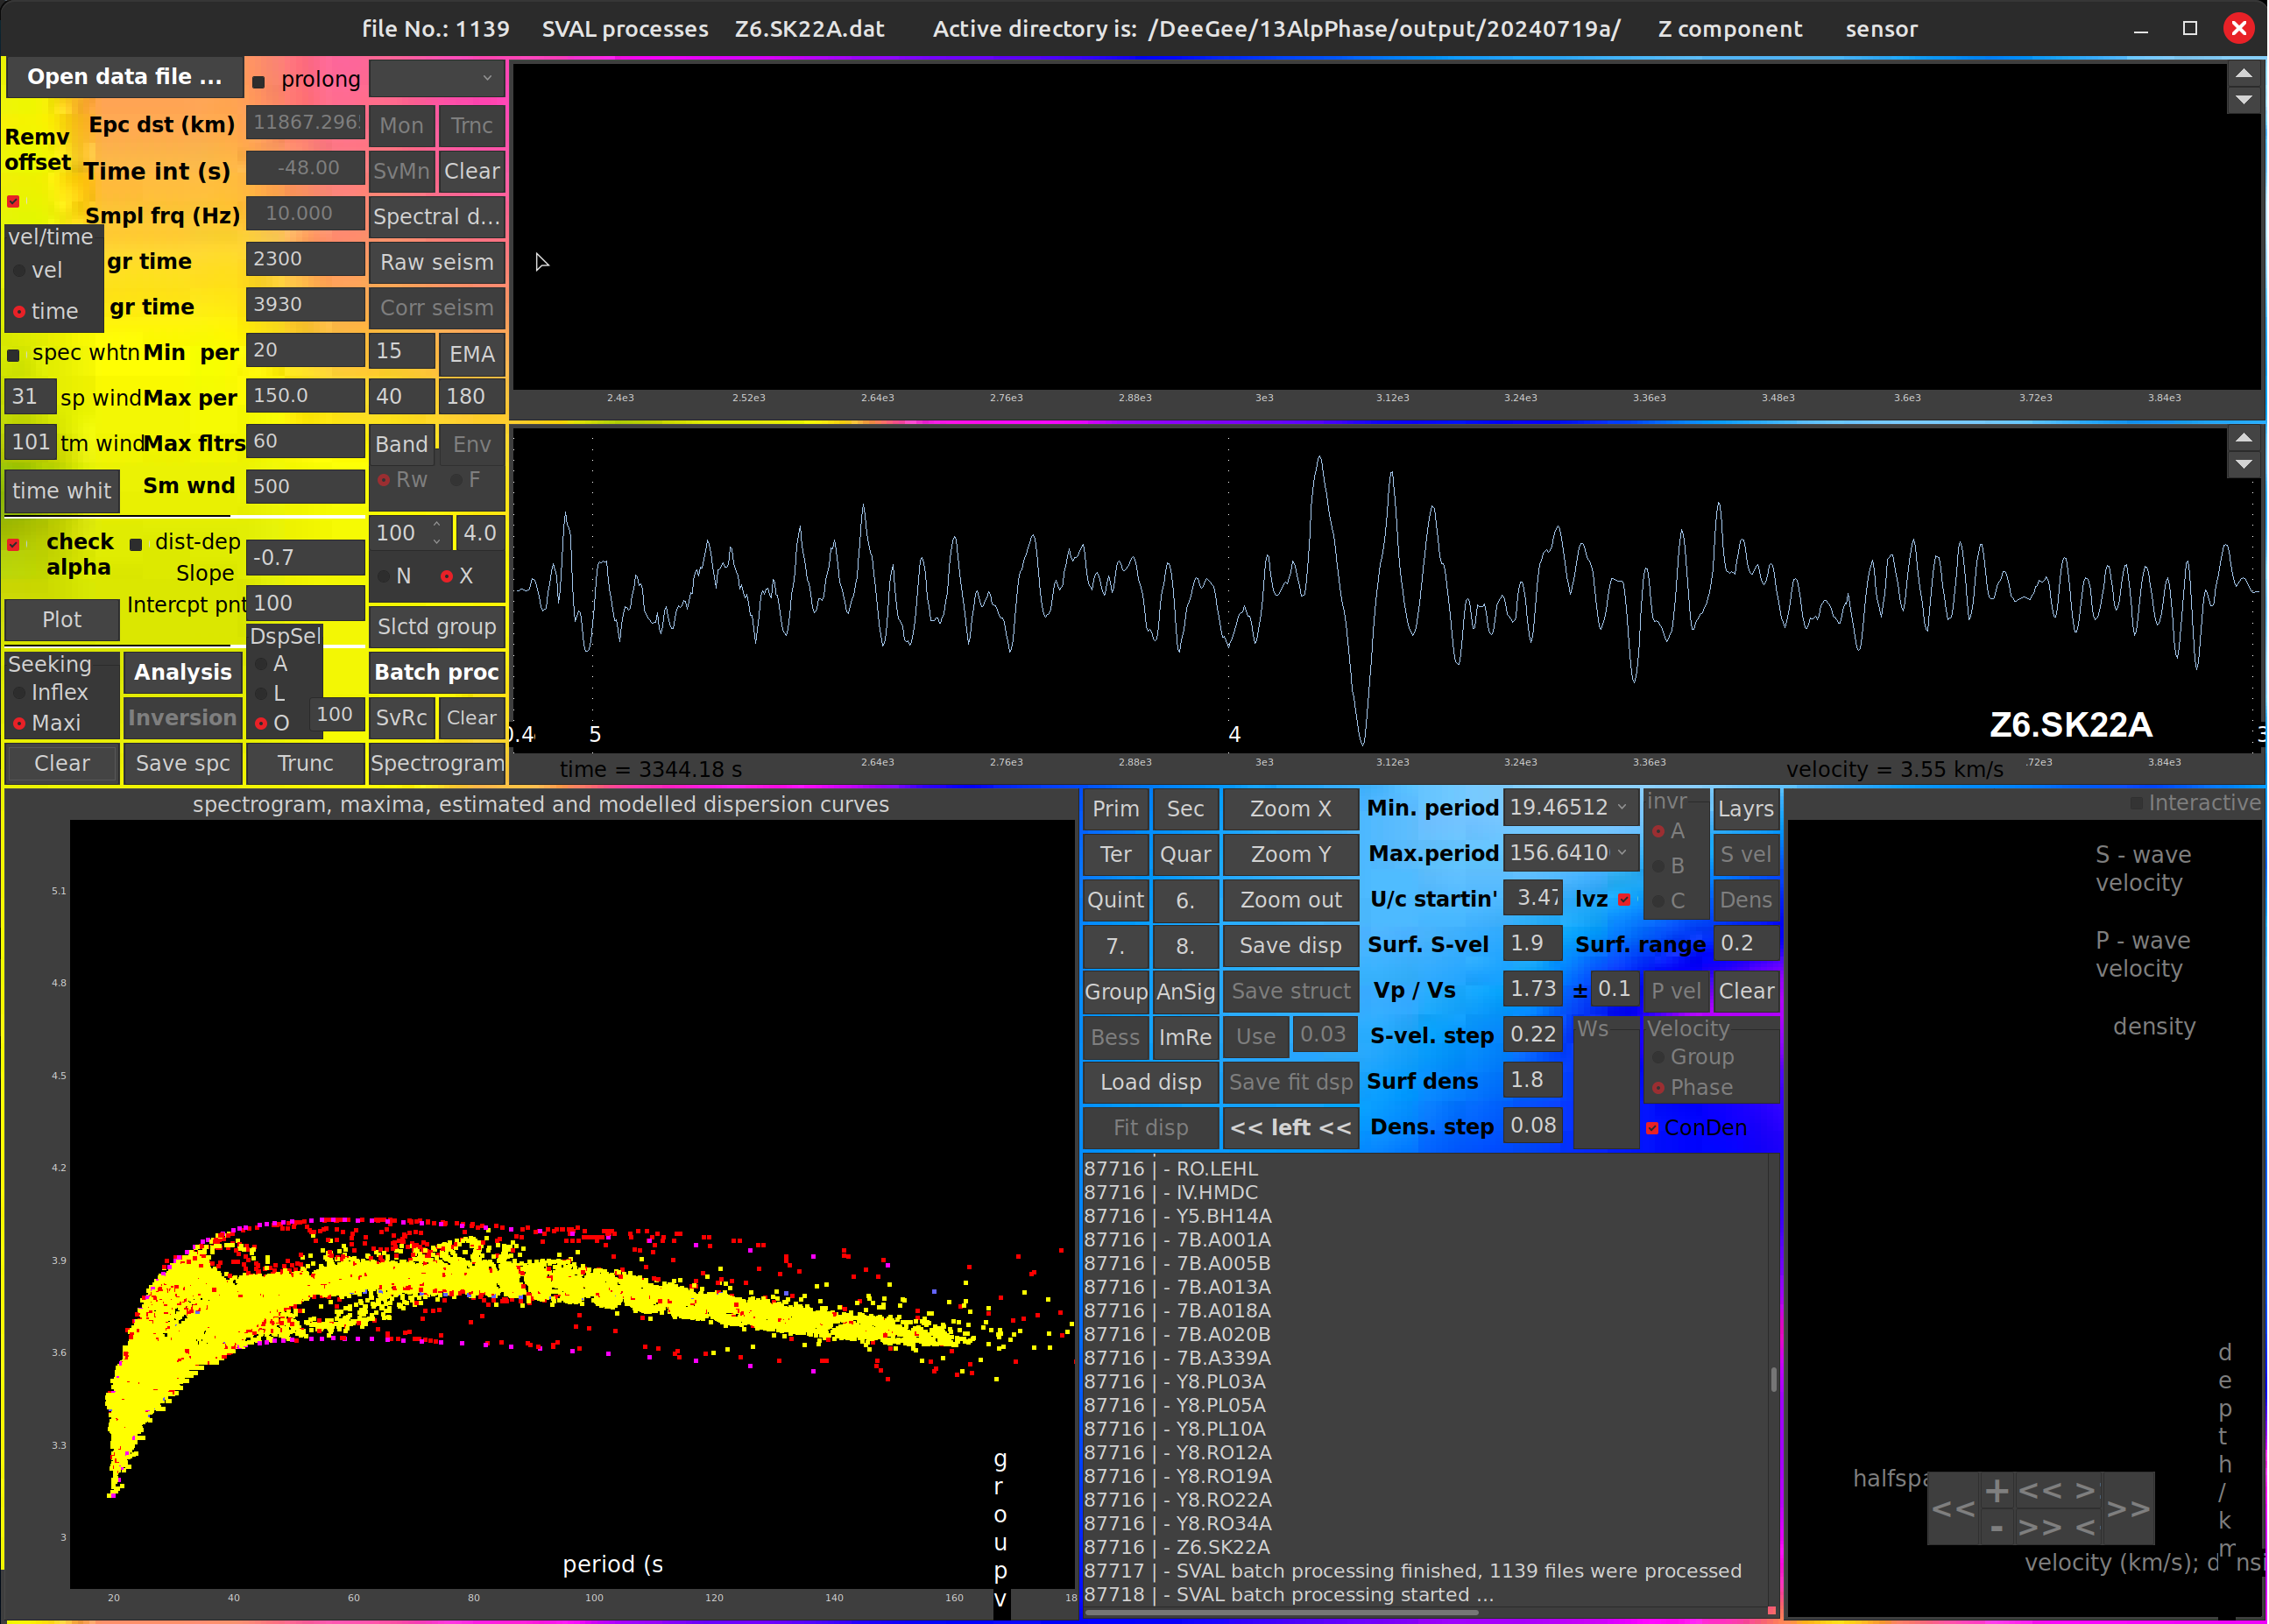 file No.: 1139 SVAL processes Z6.SK22A.dat Active directory is: /DeeGee/13AlpPhase/output/20240719a/ Z component sensor
Open data file ...
prolong
Remv
offset
Epc dst (km)
11867.296
Mon
Trnc
Time int (s)
-48.00
SvMn
Clear
Smpl frq (Hz)
10.000
Spectral d...
vel/time
vel
time
gr time
2300
Raw seism
gr time
3930
Corr seism
spec whtn
Min per
20
15
EMA
31
sp wind
Max per
150.0
40
180
101
tm wind
Max fltrs
60
Band
Env
Rw
F
time whit
Sm wnd
500
check
alpha
dist-dep
Slope
-0.7
100
4.0
N
X
Plot
Intercpt pnt
100
Slctd group
Seeking
Inflex
Maxi
Analysis
Inversion
DspSel
A
L
O
100
Batch proc
SvRc
Clear
Clear
Save spc
Trunc
Spectrogram
2.4e3 2.52e3 2.64e3 2.76e3 2.88e3 3e3 3.12e3 3.24e3 3.36e3 3.48e3 3.6e3 3.72e3 3.84e3
5
4
Z6.SK22A
time = 3344.18 s
2.64e3 2.76e3 2.88e3 3e3 3.12e3 3.24e3 3.36e3
velocity = 3.55 km/s
.72e3 3.84e3
spectrogram, maxima, estimated and modelled dispersion curves
5.1
4.8
4.5
4.2
3.9
3.6
3.3
3
period (s
group v
20 40 60 80 100 120 140 160 18
Prim
Sec
Zoom X
Min. period
19.46512
invr
A
B
C
Layrs
Ter
Quar
Zoom Y
Max.period
156.6410
S vel
Quint
6.
Zoom out
U/c startin'
3.47
lvz
Dens
7.
8.
Save disp
Surf. S-vel
1.9
Surf. range
0.2
Group
AnSig
Save struct
Vp / Vs
1.73
±
0.1
P vel
Clear
Bess
ImRe
Use
0.03
S-vel. step
0.22
Ws
Velocity
Group
Phase
Load disp
Save fit dsp
Surf dens
1.8
Fit disp
<< left <<
Dens. step
0.08
ConDen
87716 | - RO.LEHL
87716 | - IV.HMDC
87716 | - Y5.BH14A
87716 | - 7B.A001A
87716 | - 7B.A005B
87716 | - 7B.A013A
87716 | - 7B.A018A
87716 | - 7B.A020B
87716 | - 7B.A339A
87716 | - Y8.PL03A
87716 | - Y8.PL05A
87716 | - Y8.PL10A
87716 | - Y8.RO12A
87716 | - Y8.RO19A
87716 | - Y8.RO22A
87716 | - Y8.RO34A
87716 | - Z6.SK22A
87717 | - SVAL batch processing finished, 1139 files were processed
87718 | - SVAL batch processing started ...
Interactive
S - wave
velocity
P - wave
velocity
density
depth/km
halfspa
<<
+
<< >
-
>> <
>>
velocity (km/s); d nsi